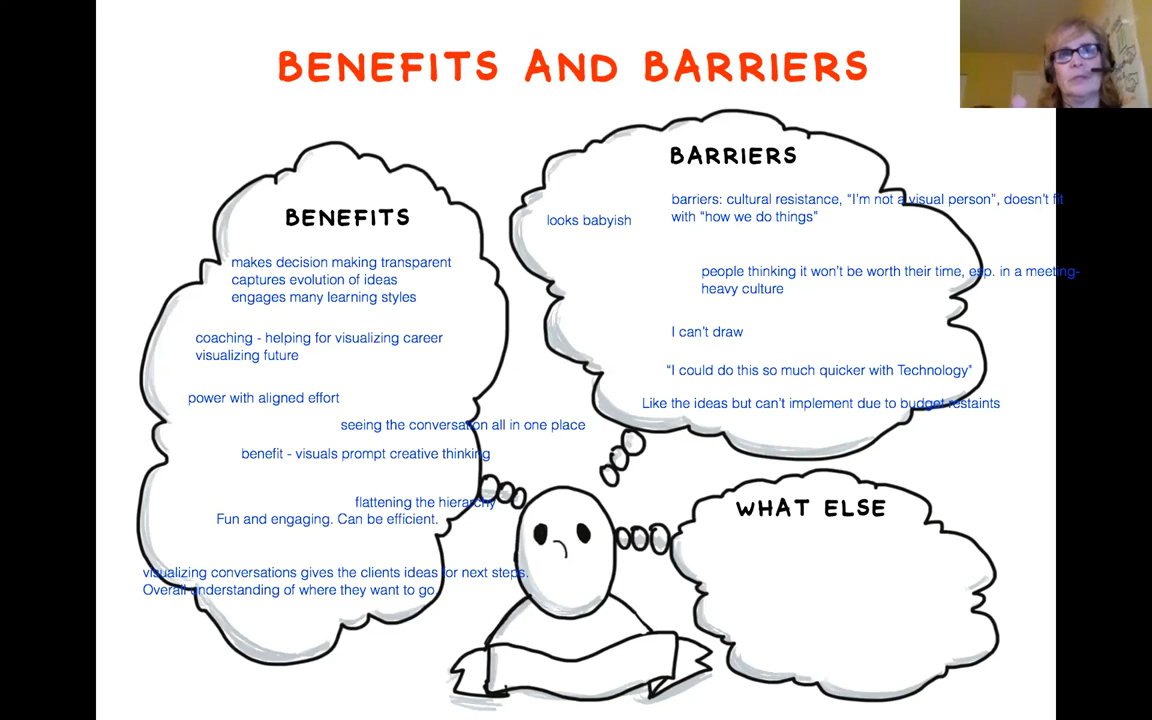 BENEFITS AND BARRIERS
BENEFITS
makes decision making transparent
captures evolution of ideas
engages many learning styles
coaching - helping for visualizing career
visualizing future
power with aligned effort
seeing the conversation all in one place
benefit - visuals prompt creative thinking
flattening the hierarchy
Fun and engaging. Can be efficient.
visualizing conversations gives the clients ideas for next steps.
Overall understanding of where they want to go.
BARRIERS
barriers: cultural resistance, “I’m not a visual person”, doesn’t fit
with “how we do things”
looks babyish
people thinking it won’t be worth their time, esp. in a meeting-
heavy culture
I can’t draw
“I could do this so much quicker with Technology”
Like the ideas but can’t implement due to budget restaints
WHAT ELSE